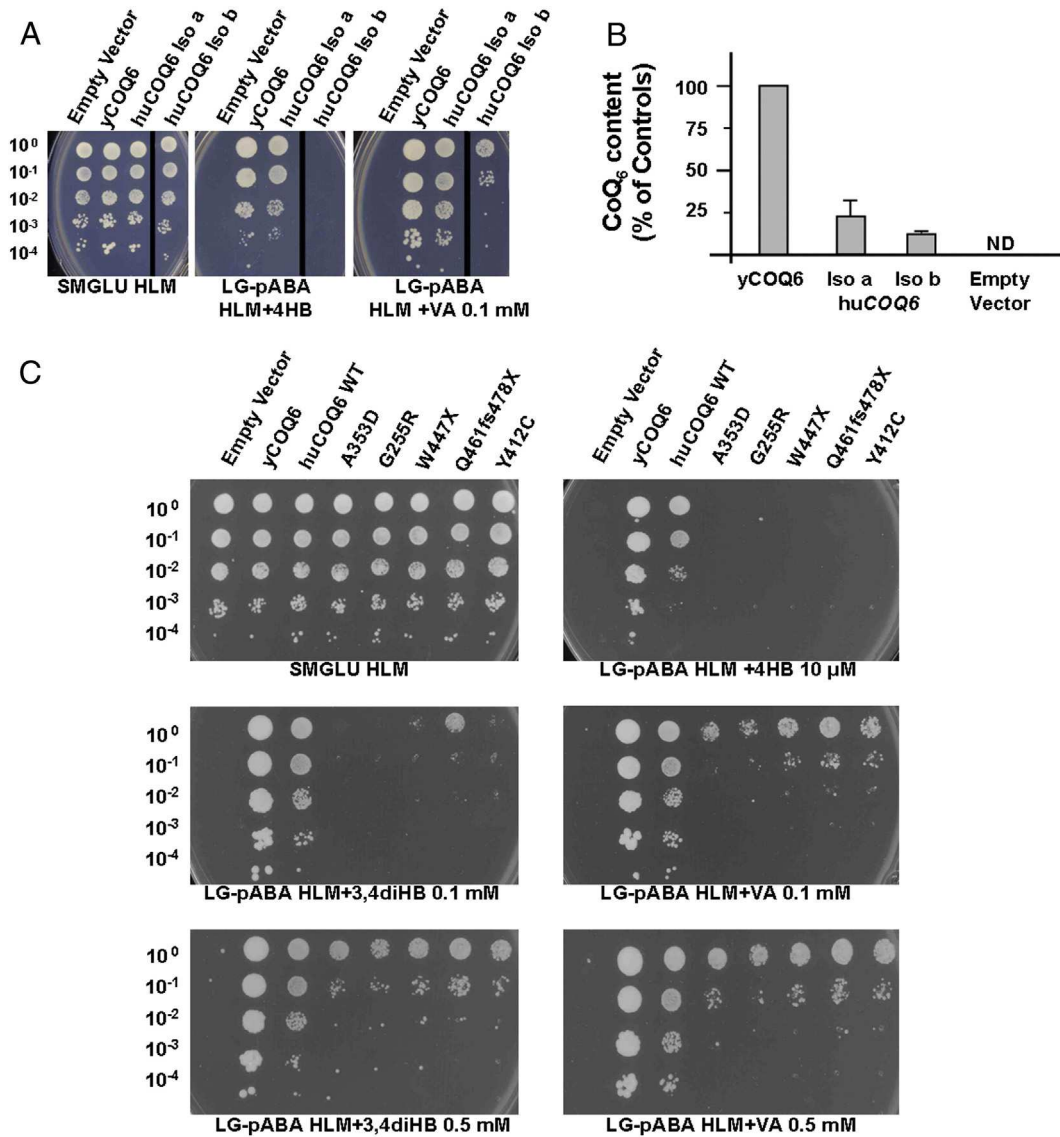 A
Empty Vector
yCOQ6
huCOQ6 Iso a
huCOQ6 Iso b
Empty Vector
yCOQ6
huCOQ6 Iso a
huCOQ6 Iso b
Empty Vector
yCOQ6
huCOQ6 Iso a
huCOQ6 Iso b
10⁰
10⁻¹
10⁻²
10⁻³
10⁻⁴
SMGLU HLM
LG-pABA
HLM+4HB
LG-pABA
HLM +VA 0.1 mM
B
CoQ₆ content
(% of Controls)
100
75
50
25
ND
yCOQ6
Iso a
Iso b
Empty
Vector
huCOQ6
C
Empty Vector
yCOQ6
huCOQ6 WT
A353D
G255R
W447X
Q461fs478X
Y412C
Empty Vector
yCOQ6
huCOQ6 WT
A353D
G255R
W447X
Q461fs478X
Y412C
10⁰
10⁻¹
10⁻²
10⁻³
10⁻⁴
SMGLU HLM
LG-pABA HLM +4HB 10 µM
10⁰
10⁻¹
10⁻²
10⁻³
10⁻⁴
LG-pABA HLM+3,4diHB 0.1 mM
LG-pABA HLM+VA 0.1 mM
10⁰
10⁻¹
10⁻²
10⁻³
10⁻⁴
LG-pABA HLM+3,4diHB 0.5 mM
LG-pABA HLM+VA 0.5 mM